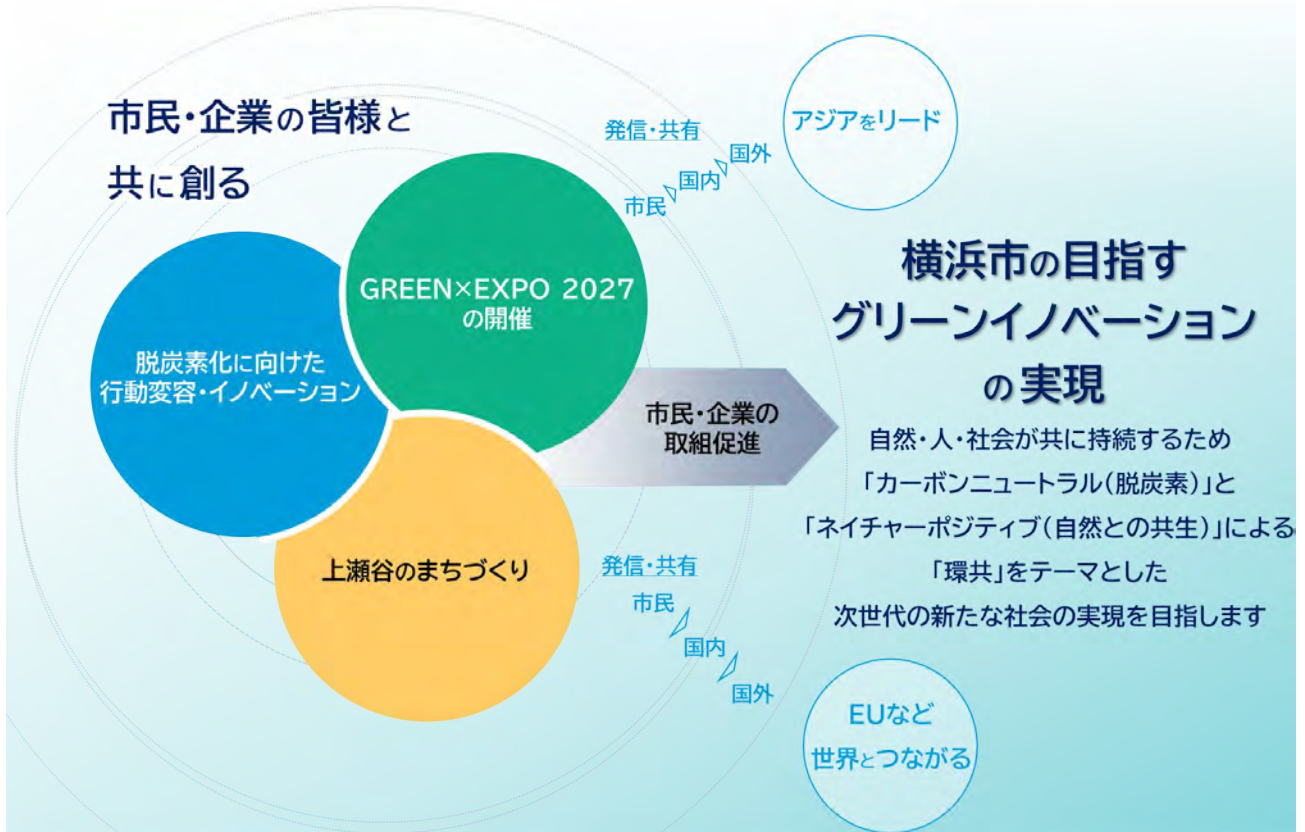 市民・企業の皆様と
共に創る
GREEN×EXPO 2027
の開催
脱炭素化に向けた
行動変容・イノベーション
上瀬谷のまちづくり
発信・共有
市民
国内
国外
アジアをリード
市民・企業の
取組促進
横浜市の目指す
グリーンイノベーション
の実現
自然・人・社会が共に持続するため
「カーボンニュートラル(脱炭素)」と
「ネイチャーポジティブ(自然との共生)」による
「環共」をテーマとした
次世代の新たな社会の実現を目指します
発信・共有
市民
国内
国外
EUなど
世界とつながる